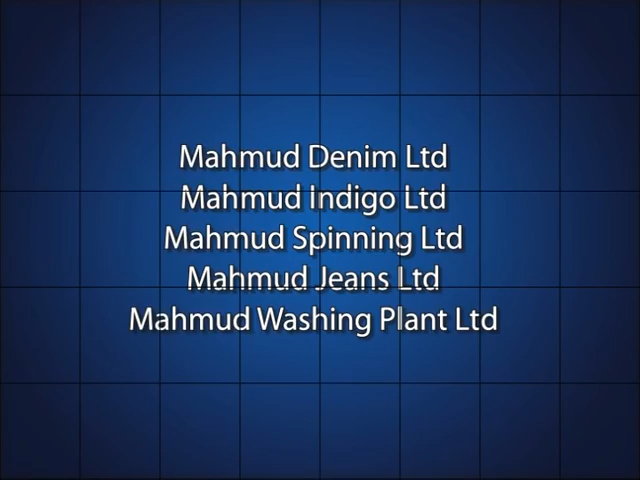 Mahmud Denim Ltd
Mahmud Indigo Ltd
Mahmud Spinning Ltd
Mahmud Jeans Ltd
Mahmud Washing Plant Ltd